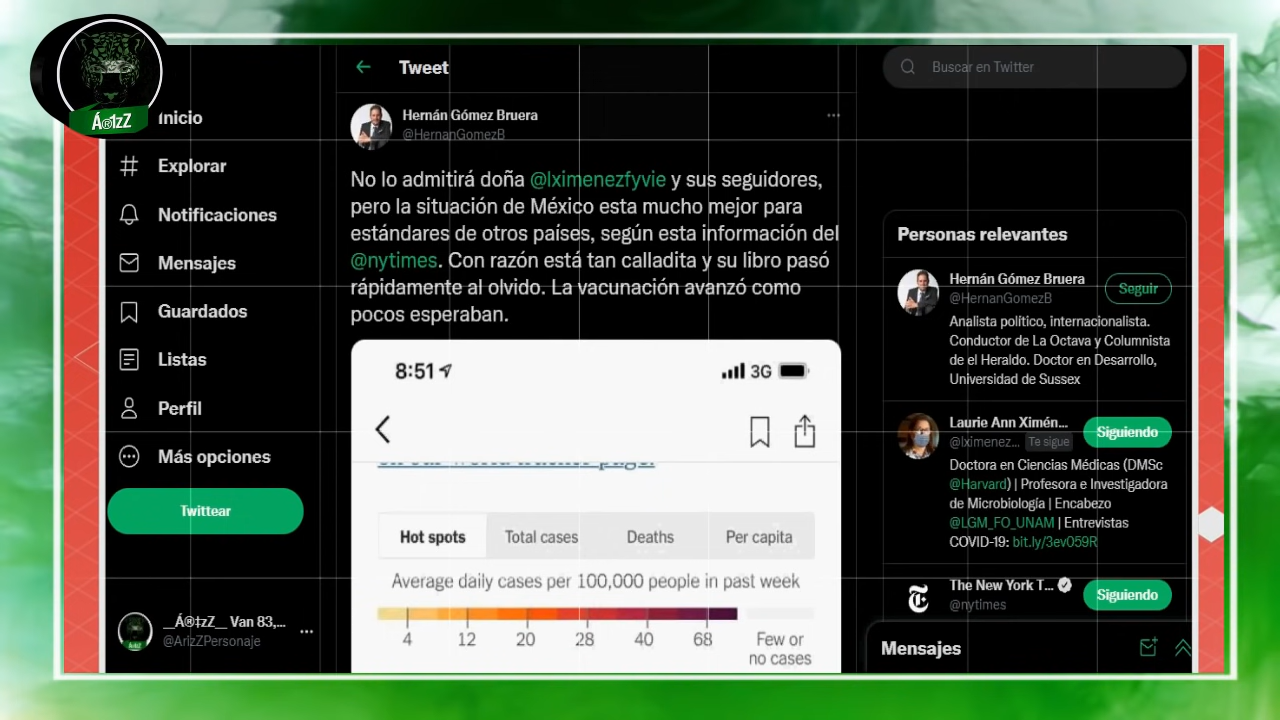 Á®1zZ
Inicio
Explorar
Notificaciones
Mensajes
Guardados
Listas
Perfil
Más opciones
Twittear
__Á®‡zZ__ Van 83,...
@ArizZPersonaje
Tweet
Hernán Gómez Bruera
@HernanGomezB
No lo admitirá doña @lximenezfyvie y sus seguidores,
pero la situación de México esta mucho mejor para
estándares de otros países, según esta información del
@nytimes. Con razón está tan calladita y su libro pasó
rápidamente al olvido. La vacunación avanzó como
pocos esperaban.
8:51
3G
Hot spots Total cases Deaths Per capita
Average daily cases per 100,000 people in past week
4 12 20 28 40 68 Few or
no cases
Buscar en Twitter
Personas relevantes
Hernán Gómez Bruera
@HernanGomezB
Seguir
Analista político, internacionalista.
Conductor de La Octava y Columnista
de el Heraldo. Doctor en Desarrollo,
Universidad de Sussex
Laurie Ann Ximén...
@lximenez... Te sigue
Siguiendo
Doctora en Ciencias Médicas (DMSc
@Harvard) | Profesora e Investigadora
de Microbiología | Encabezo
@LGM_FO_UNAM | Entrevistas
COVID-19: bit.ly/3ev059R
The New York T...
@nytimes
Siguiendo
Mensajes